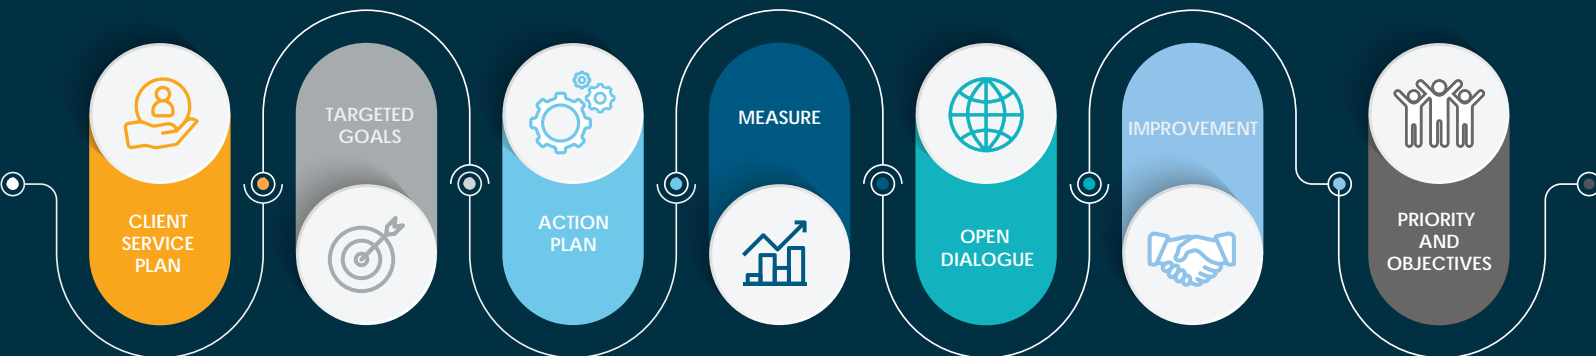 CLIENT
SERVICE
PLAN
TARGETED
GOALS
ACTION
PLAN
MEASURE
OPEN
DIALOGUE
IMPROVEMENT
PRIORITY
AND
OBJECTIVES